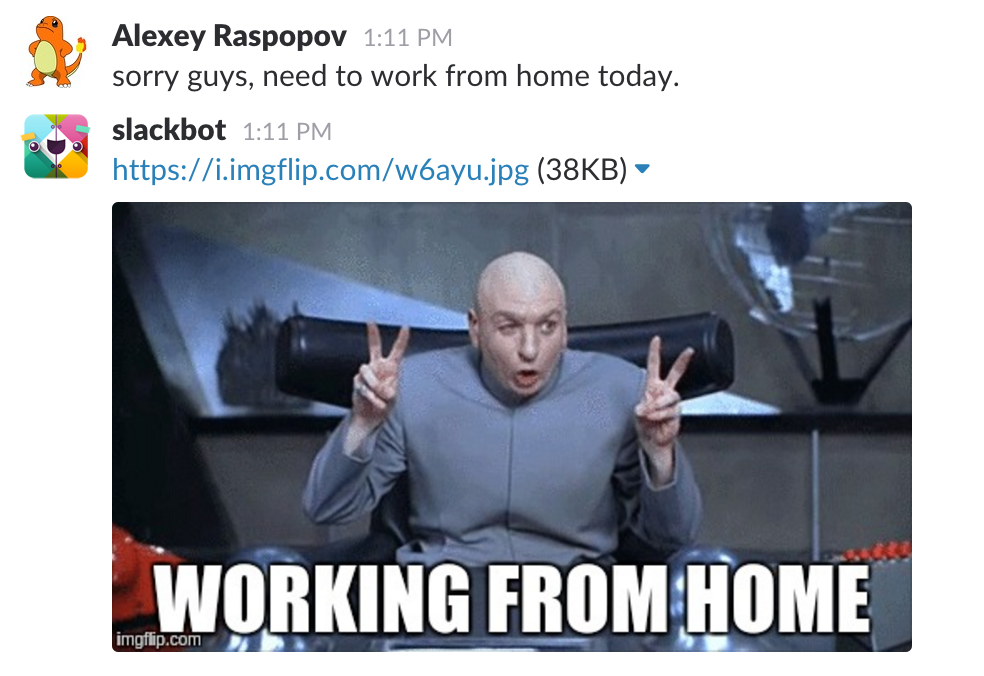 Alexey Raspopov 1:11 PM
sorry guys, need to work from home today.
slackbot 1:11 PM
https://i.imgflip.com/w6ayu.jpg (38KB)
WORKING FROM HOME
imgflip.com